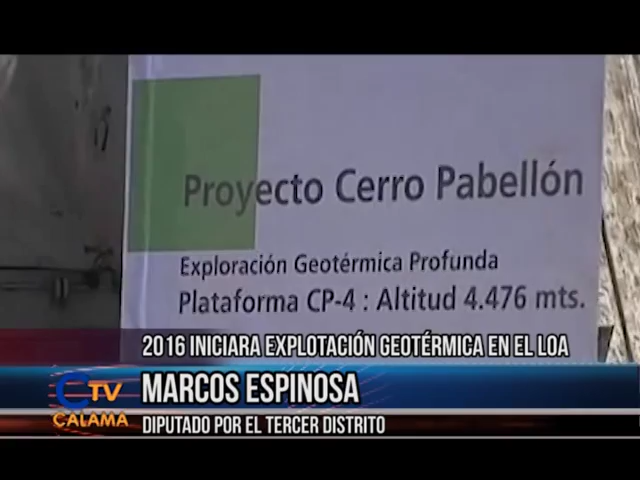 Proyecto Cerro Pabellón
Exploración Geotérmica Profunda
Plataforma CP-4 : Altitud 4.476 mts.
2016 INICIARA EXPLOTACIÓN GEOTÉRMICA EN EL LOA
CTV
CALAMA
MARCOS ESPINOSA
DIPUTADO POR EL TERCER DISTRITO